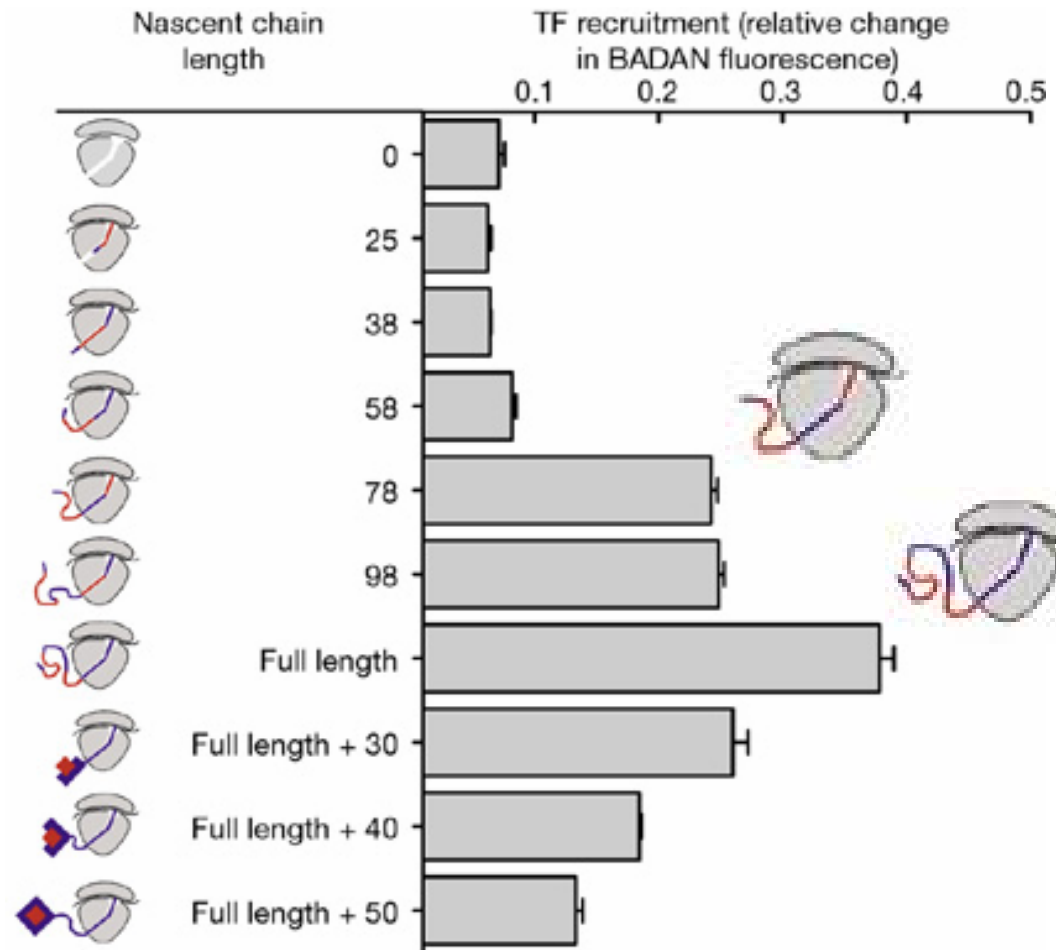 Nascent chain
length
TF recruitment (relative change
in BADAN fluorescence)
0.1 0.2 0.3 0.4 0.5
0
25
38
58
78
98
Full length
Full length + 30
Full length + 40
Full length + 50